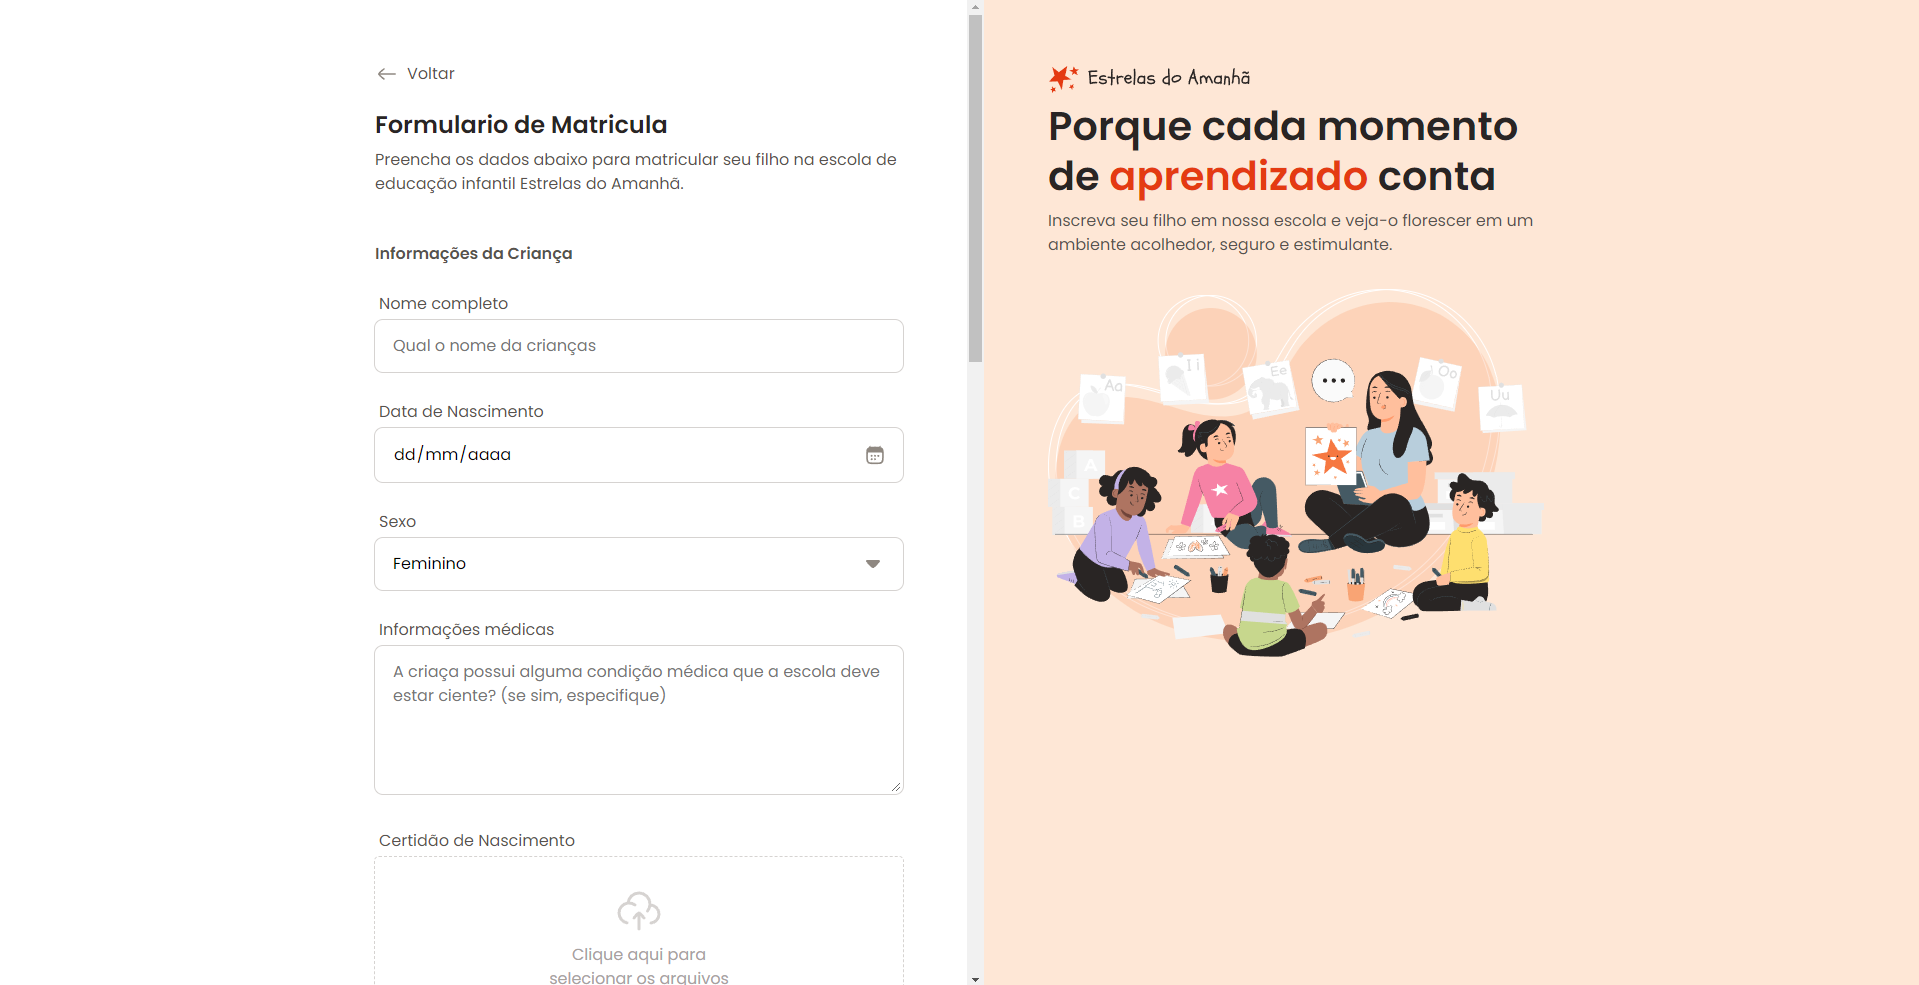 Voltar
Formulario de Matricula
Preencha os dados abaixo para matricular seu filho na escola de
educação infantil Estrelas do Amanhã.
Informações da Criança
Nome completo
Qual o nome da crianças
Data de Nascimento
dd/mm/aaaa
Sexo
Feminino
Informações médicas
A criaça possui alguma condição médica que a escola deve
estar ciente? (se sim, especifique)
Certidão de Nascimento
Clique aqui para
selecionar os arquivos
Estrelas do Amanhã
Porque cada momento
de aprendizado conta
Inscreva seu filho em nossa escola e veja-o florescer em um
ambiente acolhedor, seguro e estimulante.
Aa
I i
Ee
Oo
Uu
A
C
B